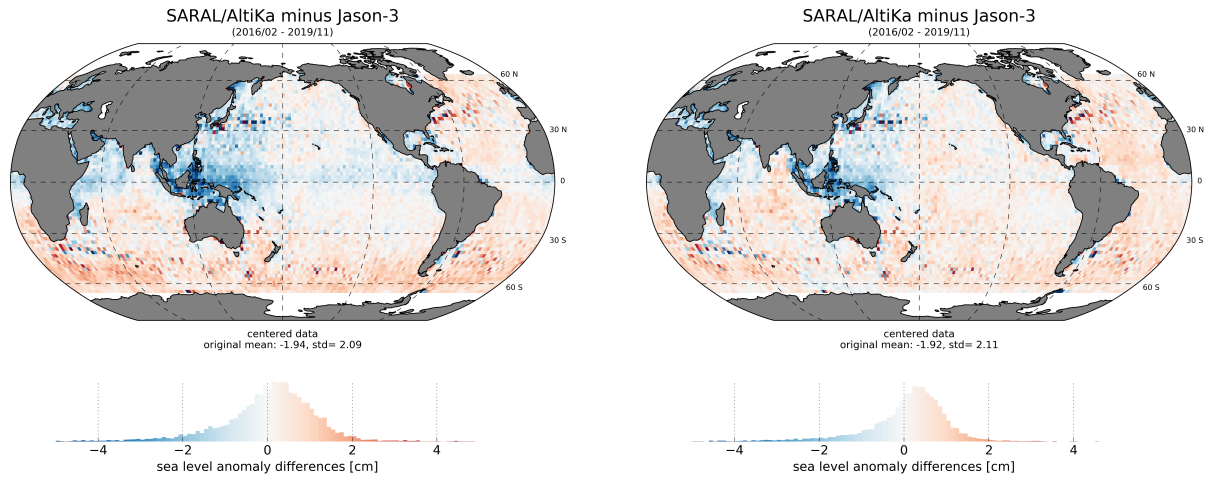 SARAL/AltiKa minus Jason-3
(2016/02 - 2019/11)
60 N
30 N
0
30 S
60 S
centered data
original mean: -1.94, std= 2.09
−4 −2 0 2 4
sea level anomaly differences [cm]
SARAL/AltiKa minus Jason-3
(2016/02 - 2019/11)
60 N
30 N
0
30 S
60 S
centered data
original mean: -1.92, std= 2.11
−4 −2 0 2 4
sea level anomaly differences [cm]